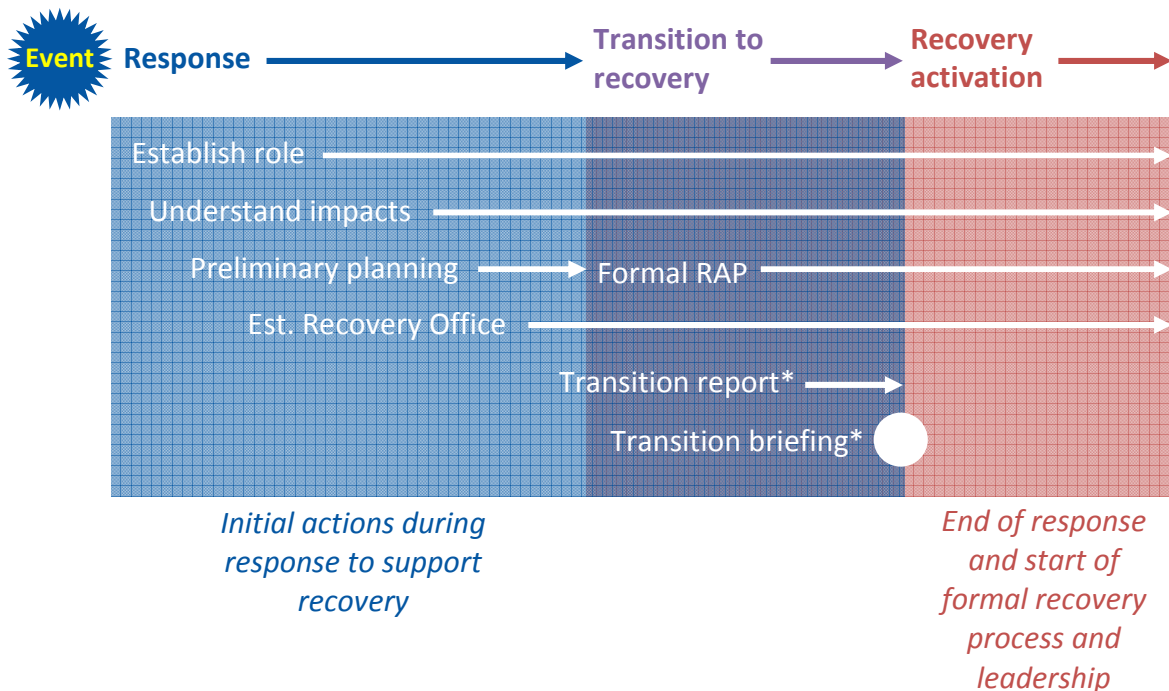 Event
Response
Transition to
recovery
Recovery
activation
Establish role
Understand impacts
Preliminary planning
Formal RAP
Est. Recovery Office
Transition report*
Transition briefing*
Initial actions during
response to support
recovery
End of response
and start of
formal recovery
process and
leadership